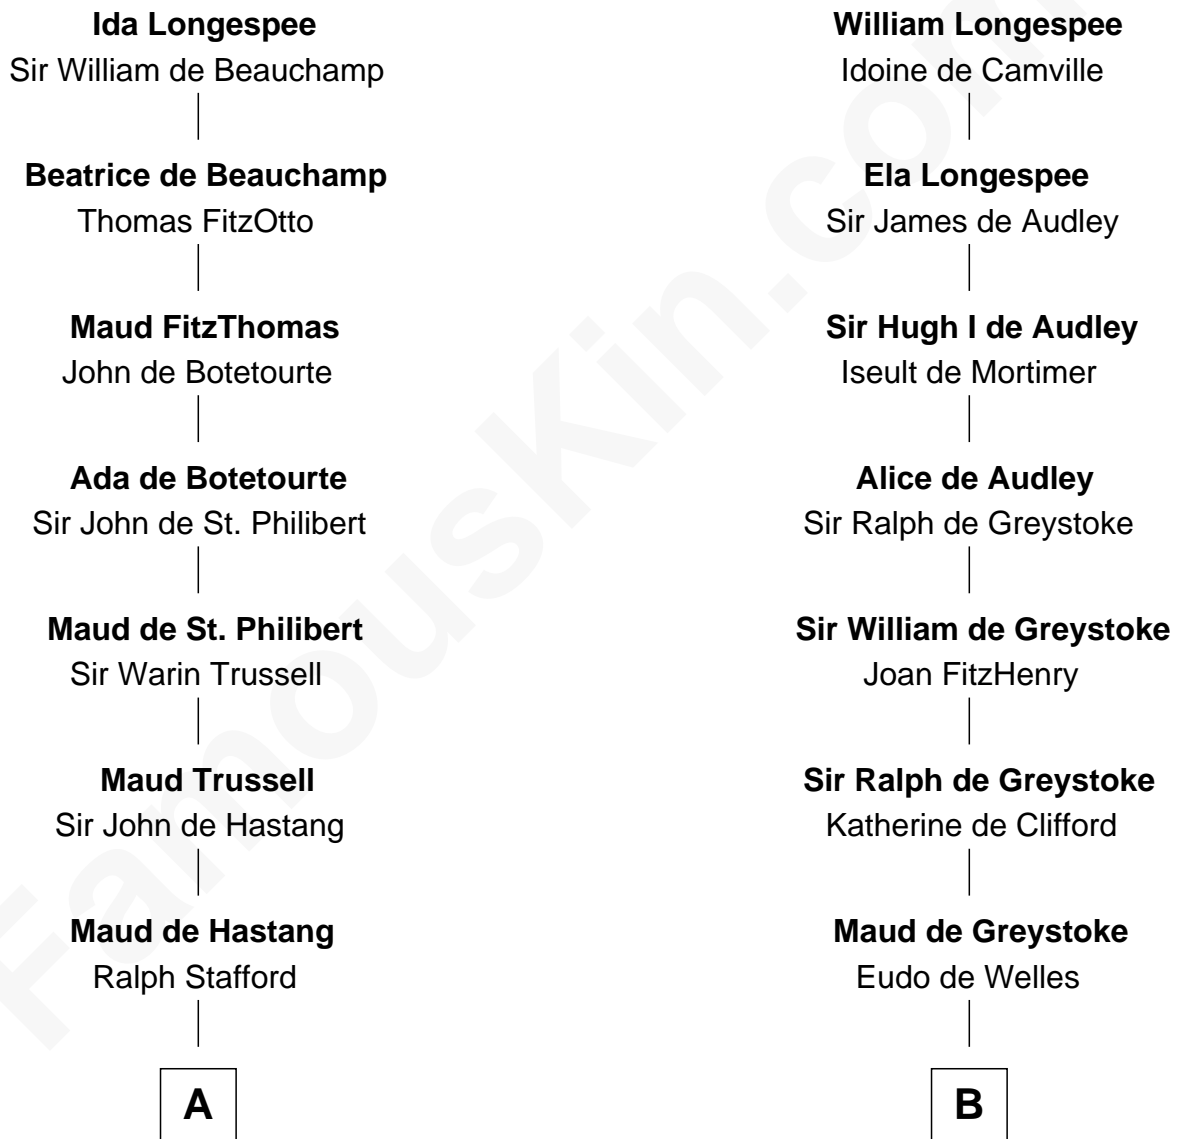 Ida Longespee
Sir William de Beauchamp
Beatrice de Beauchamp
Thomas FitzOtto
Maud FitzThomas
John de Botetourte
Ada de Botetourte
Sir John de St. Philibert
Maud de St. Philibert
Sir Warin Trussell
Maud Trussell
Sir John de Hastang
Maud de Hastang
Ralph Stafford
A
William Longespee
Idoine de Camville
Ela Longespee
Sir James de Audley
Sir Hugh I de Audley
Iseult de Mortimer
Alice de Audley
Sir Ralph de Greystoke
Sir William de Greystoke
Joan FitzHenry
Sir Ralph de Greystoke
Katherine de Clifford
Maud de Greystoke
Eudo de Welles
B
FamousKin.com